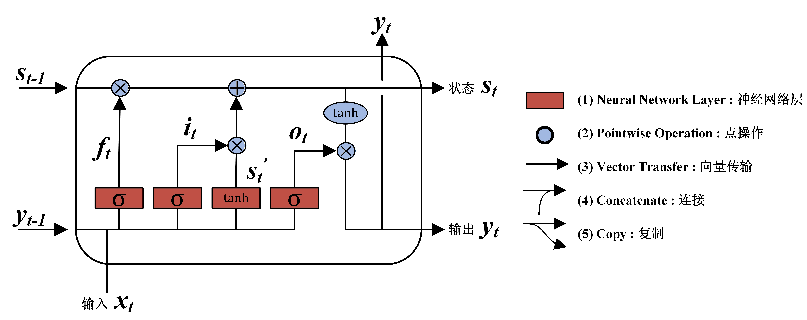 y_t
s_{t-1}
× +
状态 s_t
tanh
f_t i_t × o_t ×
s_t'
σ σ tanh σ
y_{t-1}
输出 y_t
输入 x_t
(1) Neural Network Layer : 神经网络层
(2) Pointwise Operation : 点操作
(3) Vector Transfer : 向量传输
(4) Concatenate : 连接
(5) Copy : 复制